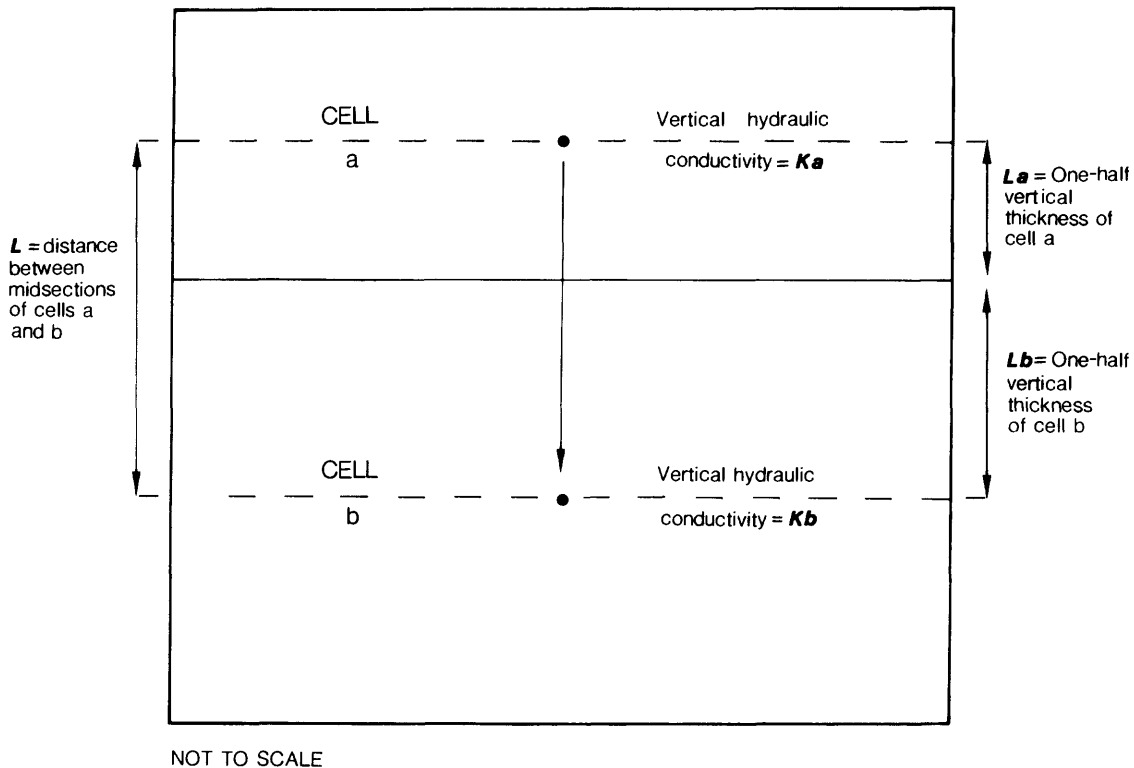 CELL
a
Vertical hydraulic
conductivity = Ka
La = One-half
vertical
thickness of
cell a
L = distance
between
midsections
of cells a
and b
Lb = One-half
vertical
thickness
of cell b
CELL
b
Vertical hydraulic
conductivity = Kb
NOT TO SCALE